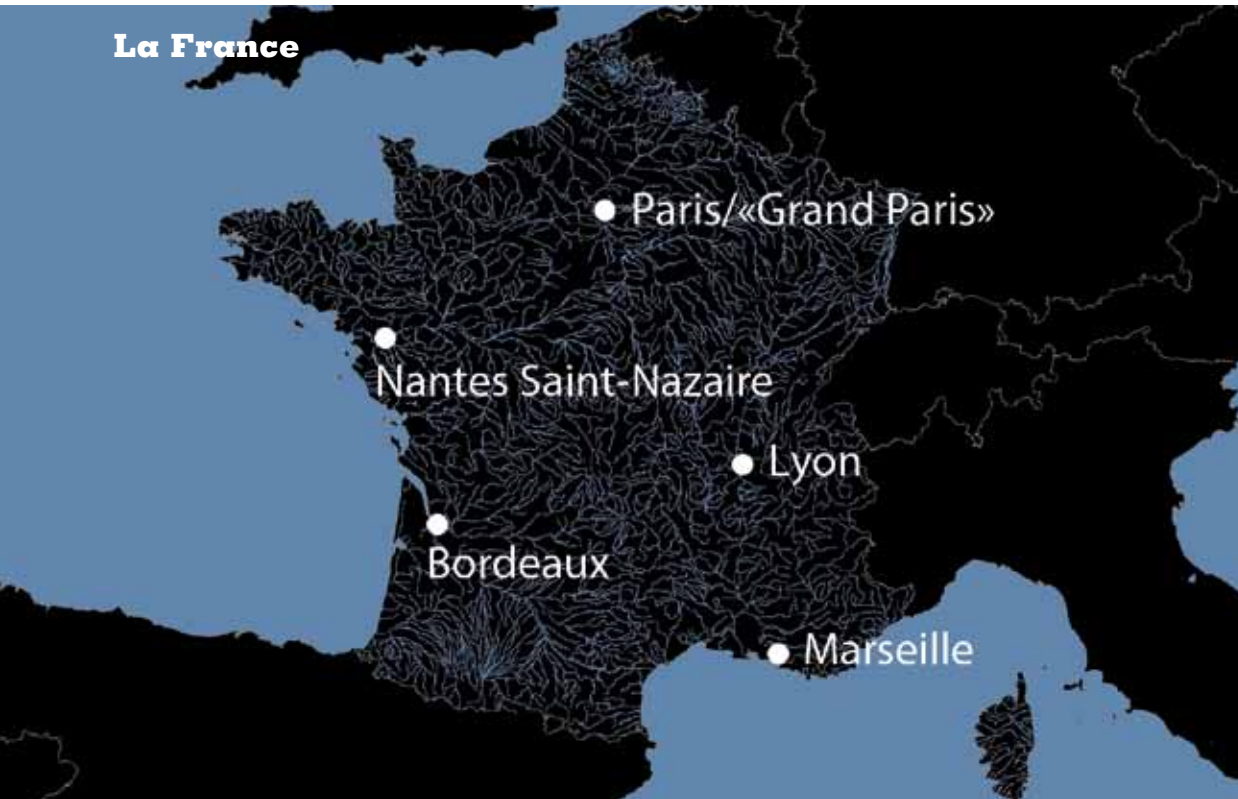 La France
Paris/«Grand Paris»
Nantes Saint-Nazaire
Lyon
Bordeaux
Marseille